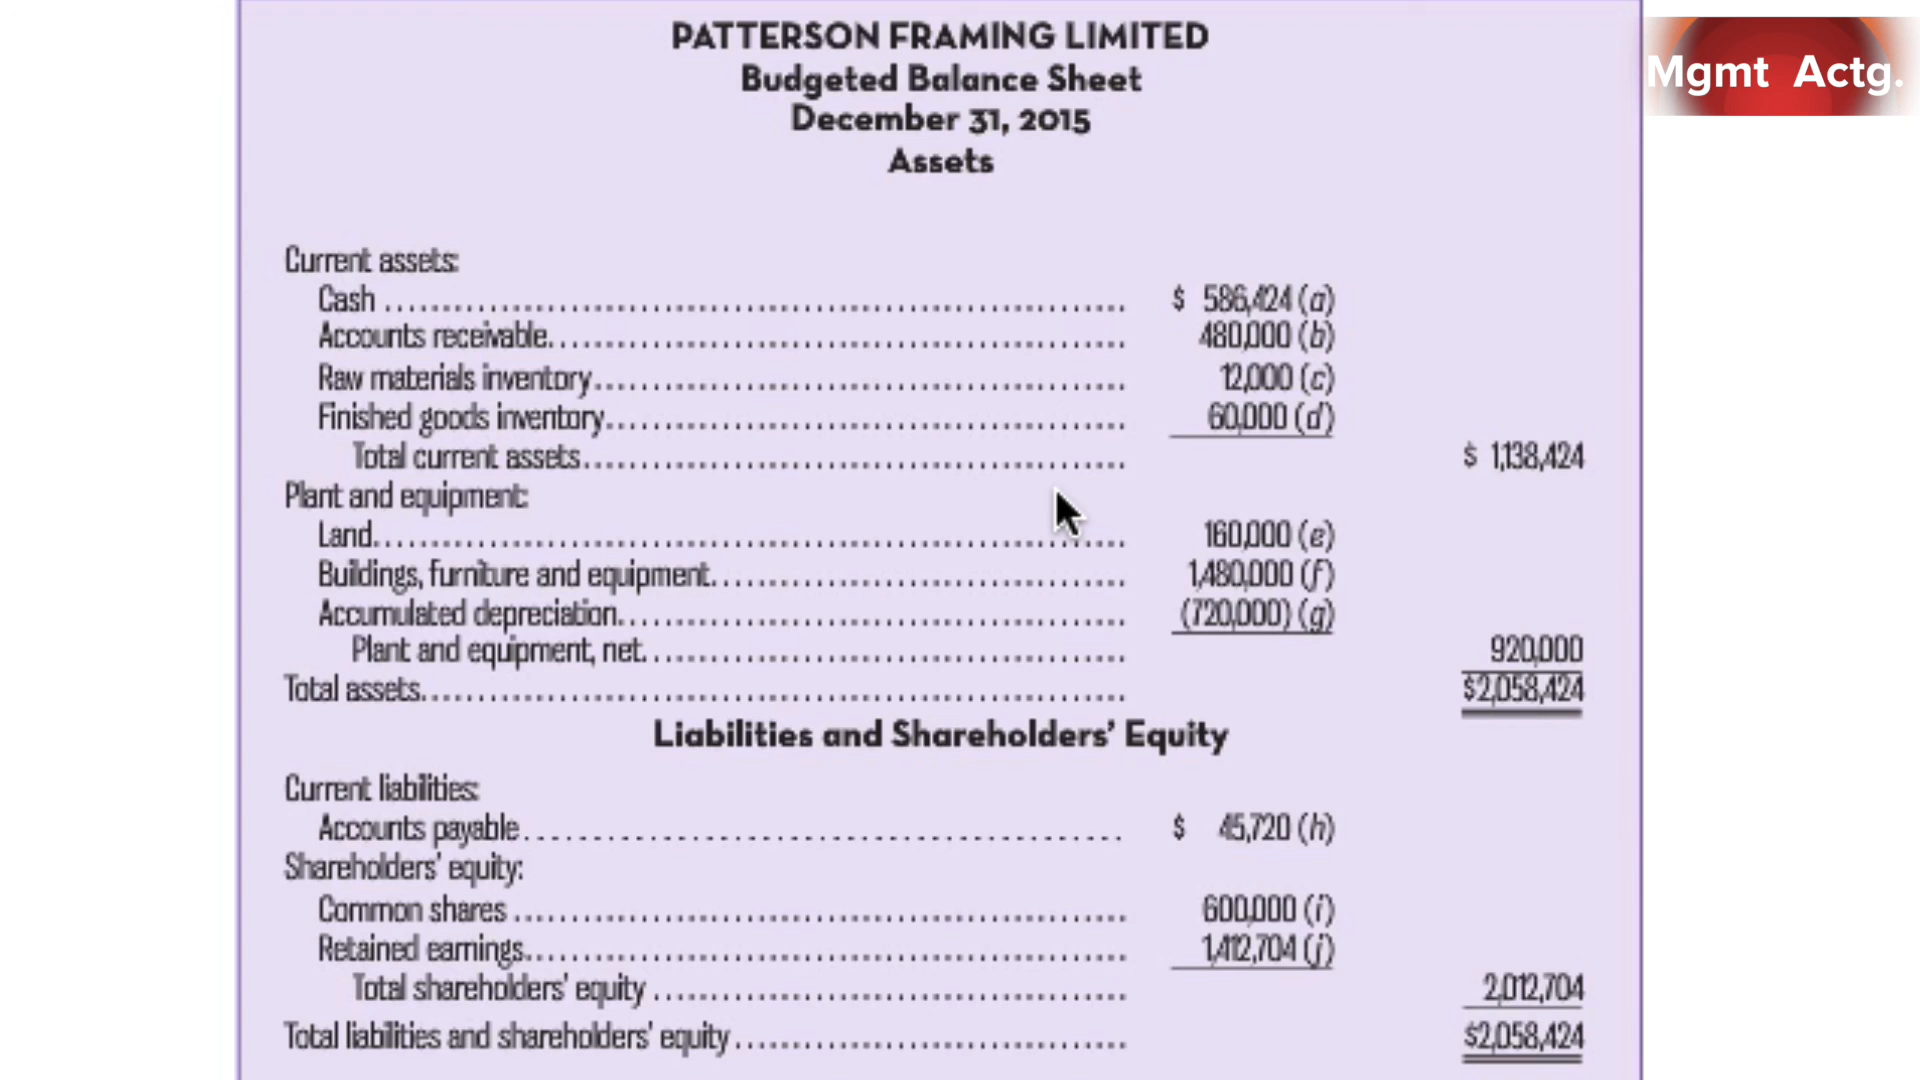 PATTERSON FRAMING LIMITED
Mgmt Actg.
Budgeted Balance Sheet
December 31, 2015
Assets
Current assets:
Cash ........ $ 586,424 (a)
Accounts receivable........ 480,000 (b)
Raw materials inventory........ 12,000 (c)
Finished goods inventory........ 60,000 (d)
Total current assets........ $ 1,138,424
Plant and equipment:
Land........ 160,000 (e)
Buildings, furniture and equipment........ 1,480,000 (f)
Accumulated depreciation........ (720,000) (g)
Plant and equipment, net........ 920,000
Total assets........ $2,058,424
Liabilities and Shareholders' Equity
Current liabilities:
Accounts payable........ $ 45,720 (h)
Shareholders' equity:
Common shares ........ 600,000 (i)
Retained earnings........ 1,412,704 (j)
Total shareholders' equity ........ 2,012,704
Total liabilities and shareholders' equity ........ $2,058,424